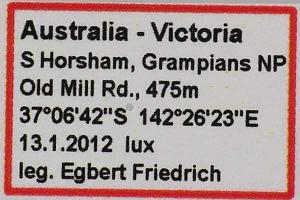 Australia - Victoria
S Horsham, Grampians NP
Old Mill Rd., 475m
37°06'42"S 142°26'23"E
13.1.2012 lux
leg. Egbert Friedrich